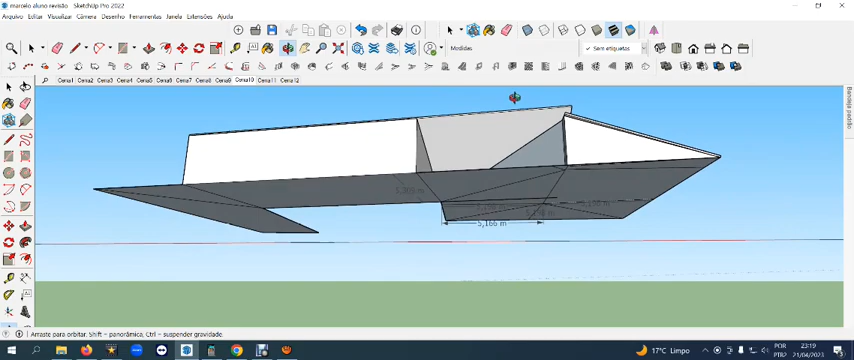 marcelo aluno revisão - SketchUp Pro 2022
Arquivo Editar Visualizar Câmera Desenho Ferramentas Janela Extensões Ajuda
Medidas
Sem etiquetas
Cena1 Cena2 Cena3 Cena4 Cena5 Cena6 Cena7 Cena8 Cena9 Cena10 Cena11 Cena12
Bandeja padrão
5,166 m
Arraste para orbitar, Shift = panorâmica, Ctrl = suspender gravidade.
17°C Limpo
POR
PTB2
23:19
21/04/2023